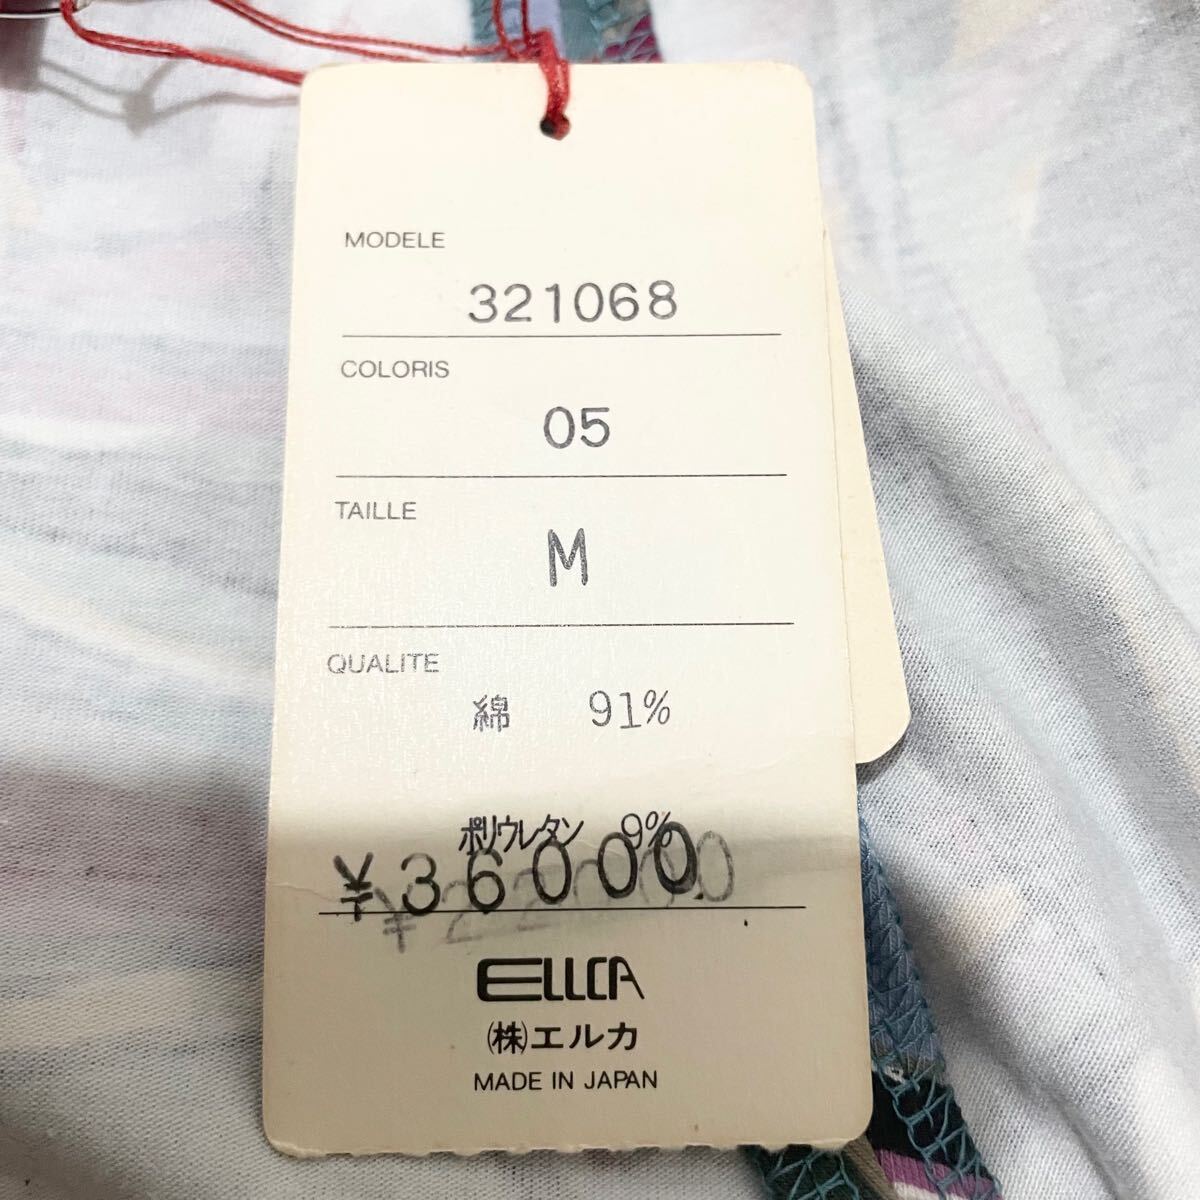 MODELE
321068
COLORIS
05
TAILLE
M
QUALITE
綿 91%
ポリウレタン 9%
¥36000
ELLCA
(株)エルカ
MADE IN JAPAN